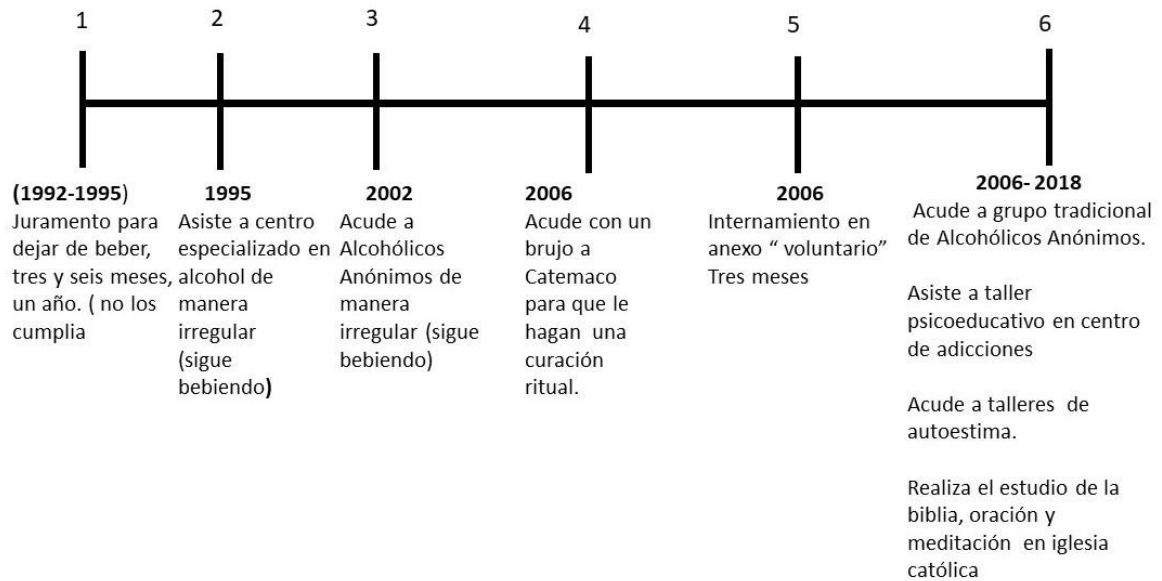 1
2
3
4
5
6
(1992-1995)
Juramento para
dejar de beber,
tres y seis meses,
un año. ( no los
cumplia
1995
Asiste a centro
especializado en
alcohol de
manera
irregular
(sigue
bebiendo)
2002
Acude a
Alcohólicos
Anónimos de
manera
irregular (sigue
bebiendo)
2006
Acude con un
brujo a
Catemaco
para que le
hagan una
curación
ritual.
2006
Internamiento en
anexo “ voluntario”
Tres meses
2006- 2018
Acude a grupo tradicional
de Alcohólicos Anónimos.
Asiste a taller
psicoeducativo en centro
de adicciones
Acude a talleres de
autoestima.
Realiza el estudio de la
biblia, oración y
meditación en iglesia
católica